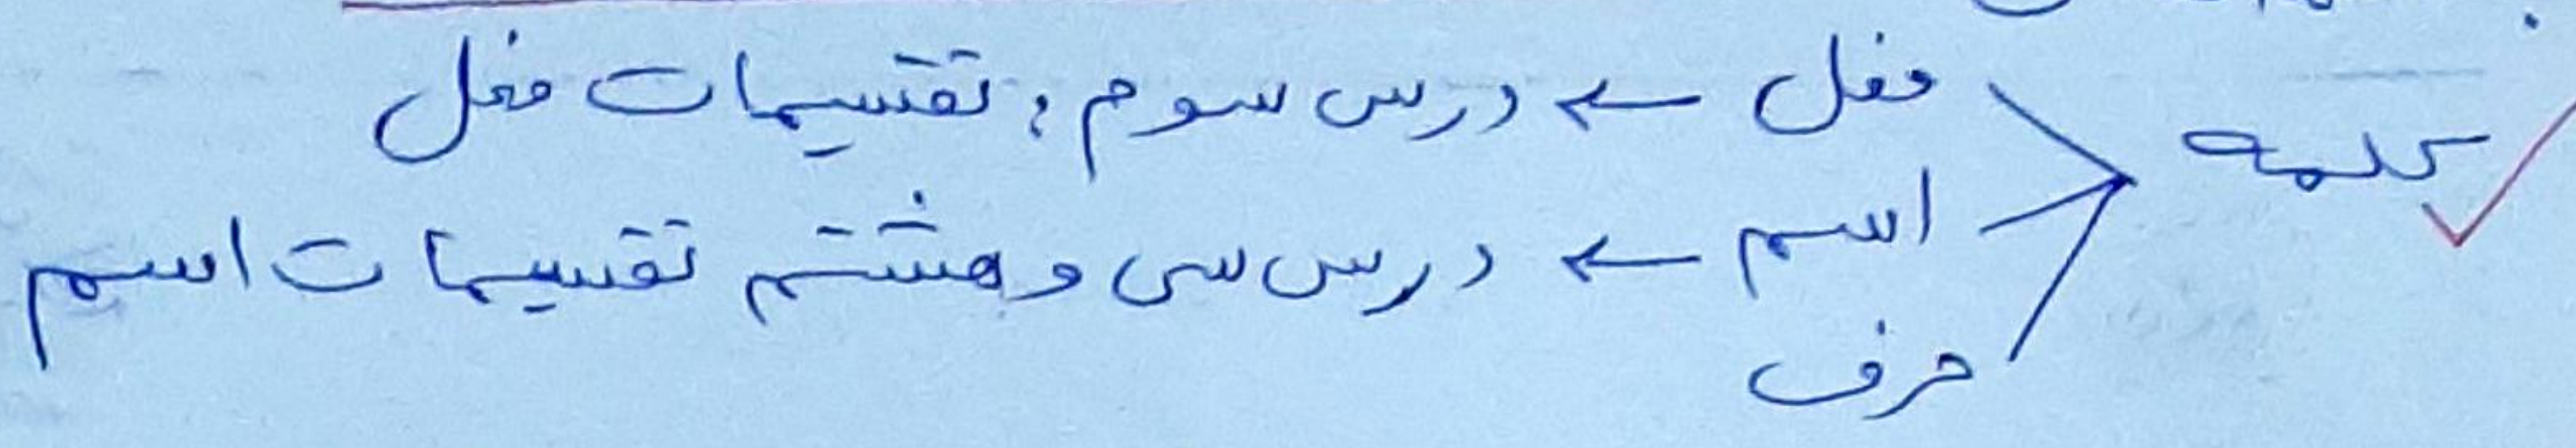 کلمه
فعل ← درس سوم : تقسیمات فعل
اسم ← درس سی و هشتم تقسیمات اسم
حرف